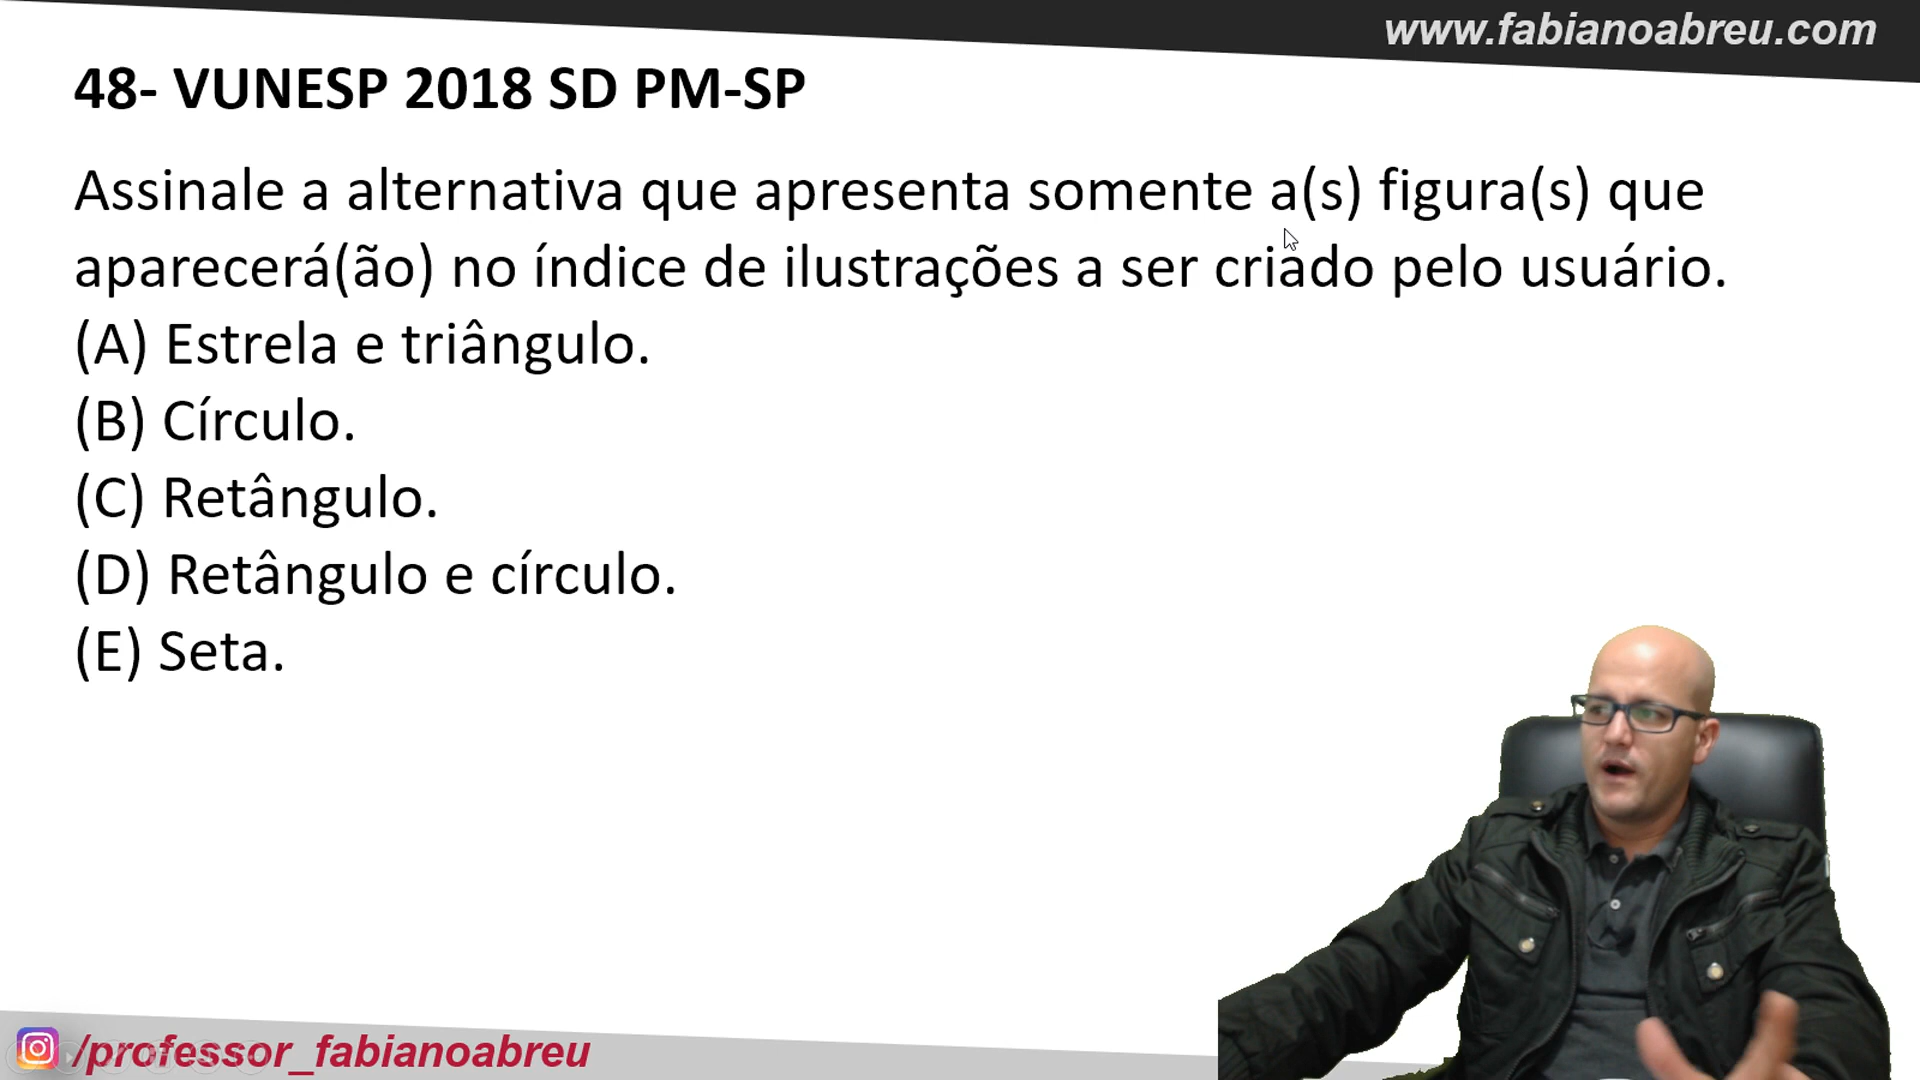 www.fabianoabreu.com
48- VUNESP 2018 SD PM-SP
Assinale a alternativa que apresenta somente a(s) figura(s) que
aparecerá(ão) no índice de ilustrações a ser criado pelo usuário.
(A) Estrela e triângulo.
(B) Círculo.
(C) Retângulo.
(D) Retângulo e círculo.
(E) Seta.
/professor_fabianoabreu